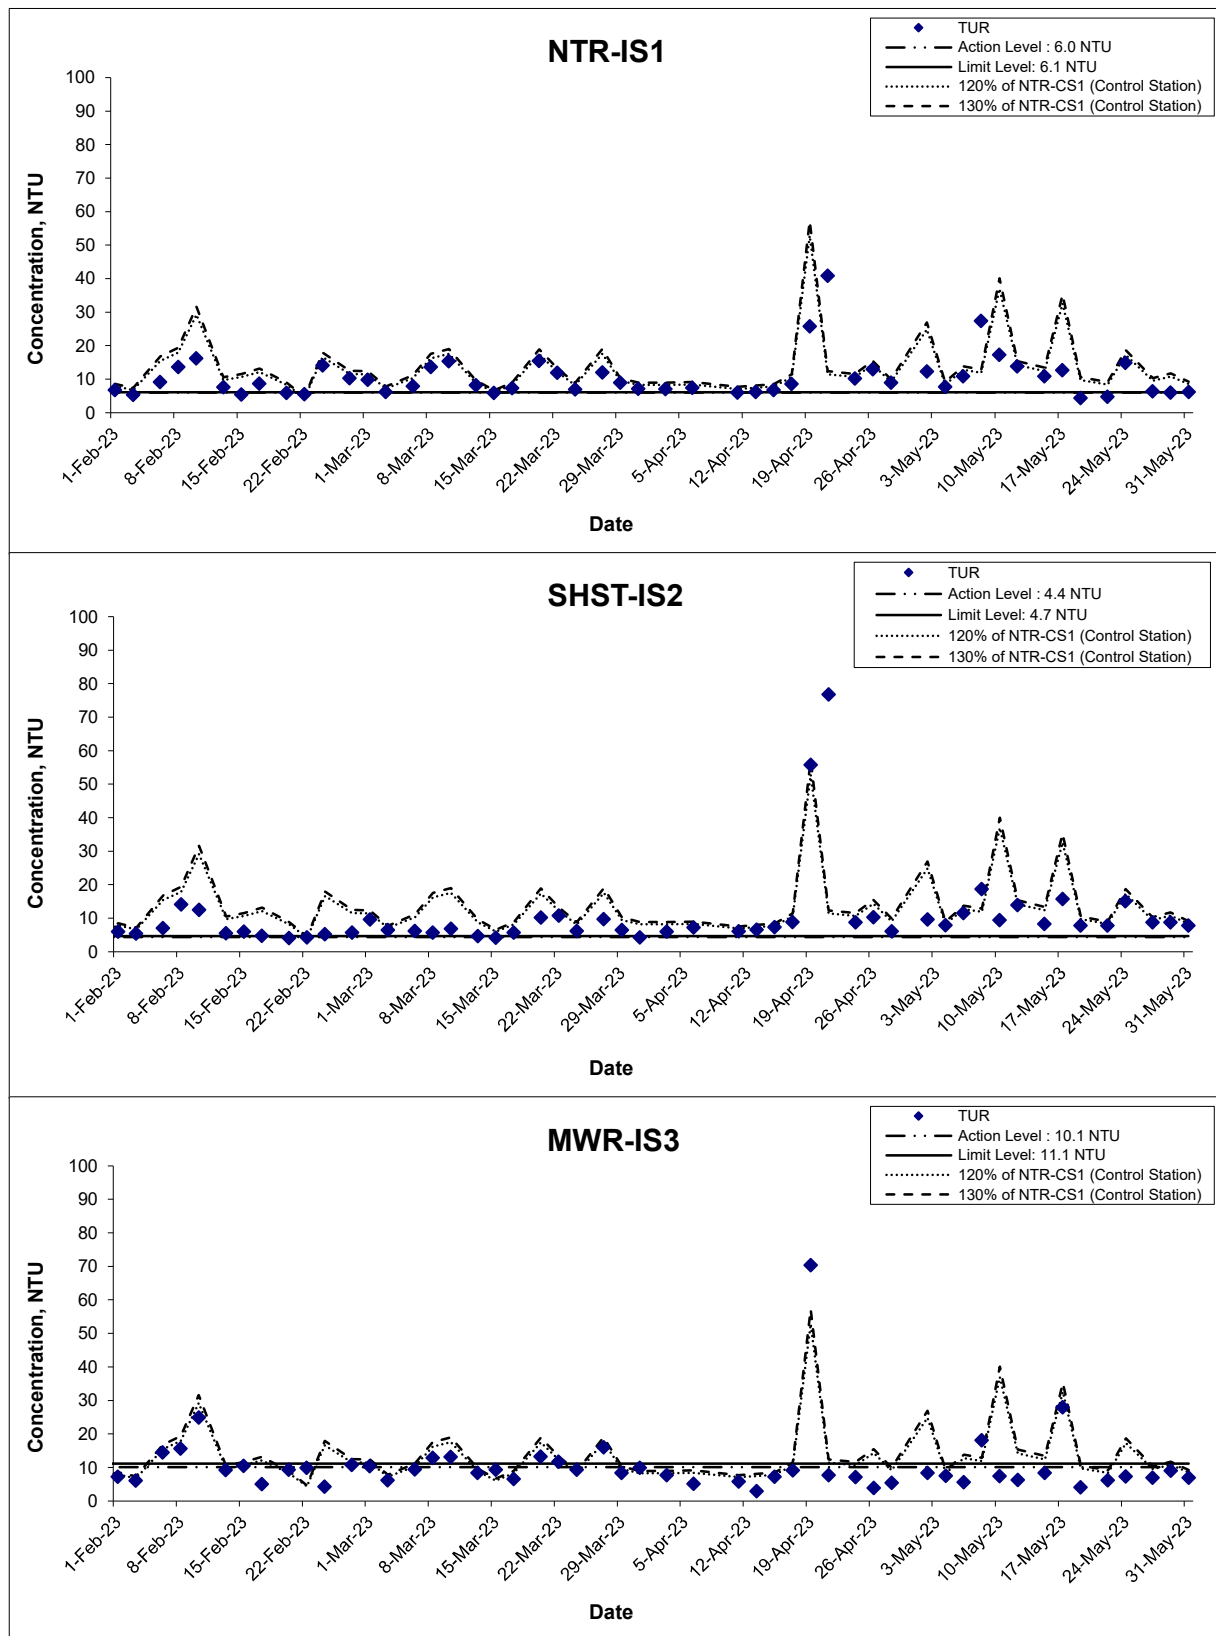 NTR-IS1
TUR
Action Level : 6.0 NTU
Limit Level: 6.1 NTU
120% of NTR-CS1 (Control Station)
130% of NTR-CS1 (Control Station)
Concentration, NTU
100
90
80
70
60
50
40
30
20
10
0
1-Feb-23
8-Feb-23
15-Feb-23
22-Feb-23
1-Mar-23
8-Mar-23
15-Mar-23
22-Mar-23
29-Mar-23
5-Apr-23
12-Apr-23
19-Apr-23
26-Apr-23
3-May-23
10-May-23
17-May-23
24-May-23
31-May-23
Date
SHST-IS2
TUR
Action Level : 4.4 NTU
Limit Level: 4.7 NTU
120% of NTR-CS1 (Control Station)
130% of NTR-CS1 (Control Station)
Concentration, NTU
100
90
80
70
60
50
40
30
20
10
0
1-Feb-23
8-Feb-23
15-Feb-23
22-Feb-23
1-Mar-23
8-Mar-23
15-Mar-23
22-Mar-23
29-Mar-23
5-Apr-23
12-Apr-23
19-Apr-23
26-Apr-23
3-May-23
10-May-23
17-May-23
24-May-23
31-May-23
Date
MWR-IS3
TUR
Action Level : 10.1 NTU
Limit Level: 11.1 NTU
120% of NTR-CS1 (Control Station)
130% of NTR-CS1 (Control Station)
Concentration, NTU
100
90
80
70
60
50
40
30
20
10
0
1-Feb-23
8-Feb-23
15-Feb-23
22-Feb-23
1-Mar-23
8-Mar-23
15-Mar-23
22-Mar-23
29-Mar-23
5-Apr-23
12-Apr-23
19-Apr-23
26-Apr-23
3-May-23
10-May-23
17-May-23
24-May-23
31-May-23
Date